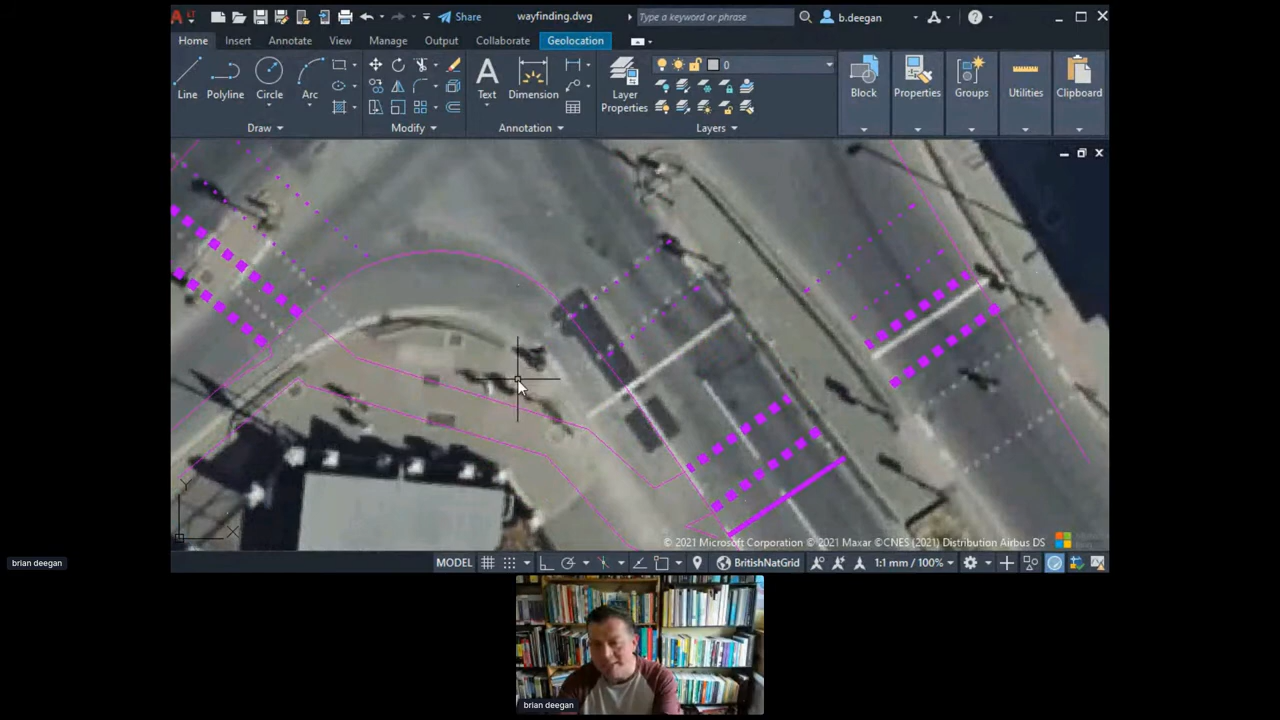 LT
Share
wayfinding.dwg
Type a keyword or phrase
b.deegan
Home
Insert
Annotate
View
Manage
Output
Collaborate
Geolocation
Line
Polyline
Circle
Arc
Text
Dimension
Layer
Properties
0
Block
Properties
Groups
Utilities
Clipboard
Draw
Modify
Annotation
Layers
Y
X
© 2021 Microsoft Corporation © 2021 Maxar ©CNES (2021) Distribution Airbus DS
MODEL
BritishNatGrid
1:1 mm / 100%
brian deegan
brian deegan